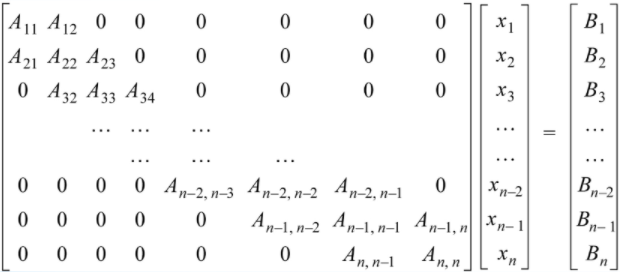 A₁₁ A₁₂ 0 0 0 0 0 0 x₁ B₁
A₂₁ A₂₂ A₂₃ 0 0 0 0 0 x₂ B₂
0 A₃₂ A₃₃ A₃₄ 0 0 0 0 x₃ B₃
... ... ... ... ...
... ... ... ... = ...
0 0 0 0 Aₙ₋₂, ₙ₋₃ Aₙ₋₂, ₙ₋₂ Aₙ₋₂, ₙ₋₁ 0 xₙ₋₂ Bₙ₋₂
0 0 0 0 0 Aₙ₋₁, ₙ₋₂ Aₙ₋₁, ₙ₋₁ Aₙ₋₁, ₙ xₙ₋₁ Bₙ₋₁
0 0 0 0 0 0 Aₙ, ₙ₋₁ Aₙ, ₙ xₙ Bₙ